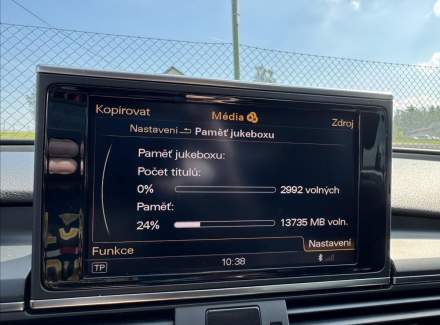 Kopírovat Média Zdroj
Nastavení Paměť jukeboxu
Paměť jukeboxu:
Počet titulů:
0% 2992 volných
Paměť:
24% 13735 MB voln.
Funkce Nastavení
TP 10:38